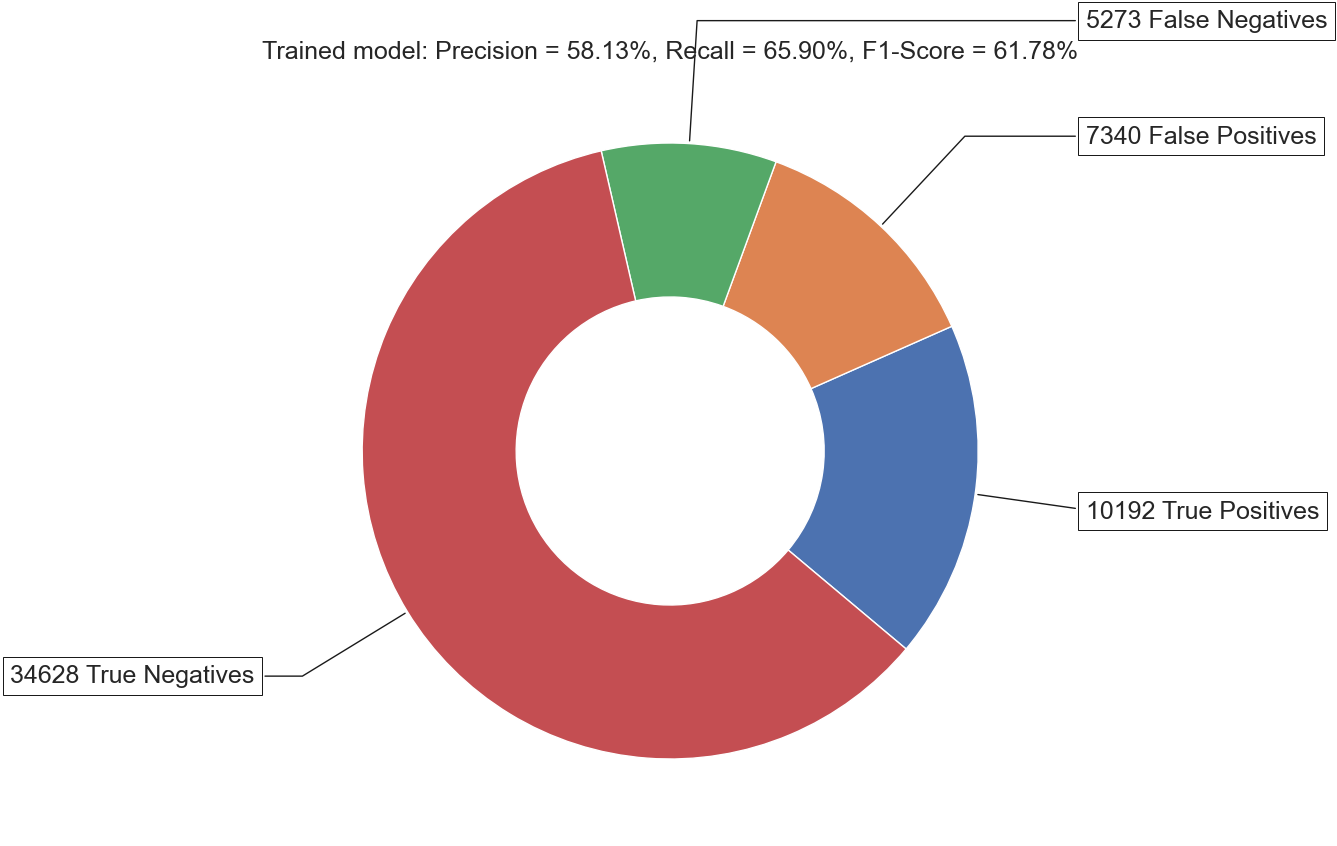 5273 False Negatives
Trained model: Precision = 58.13%, Recall = 65.90%, F1-Score = 61.78%
7340 False Positives
10192 True Positives
34628 True Negatives